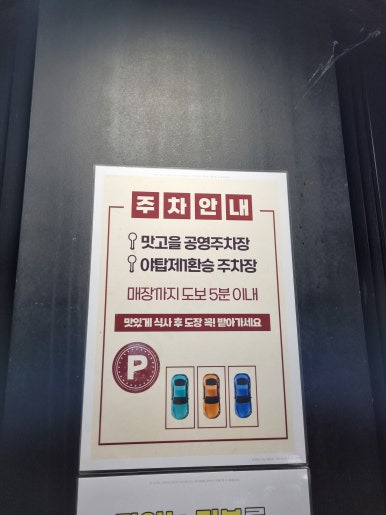 주차안내
맛고을 공영주차장
야탑제1환승 주차장
매장까지 도보 5분 이내
맛있게 식사 후 도장 꼭! 받아가세요
P